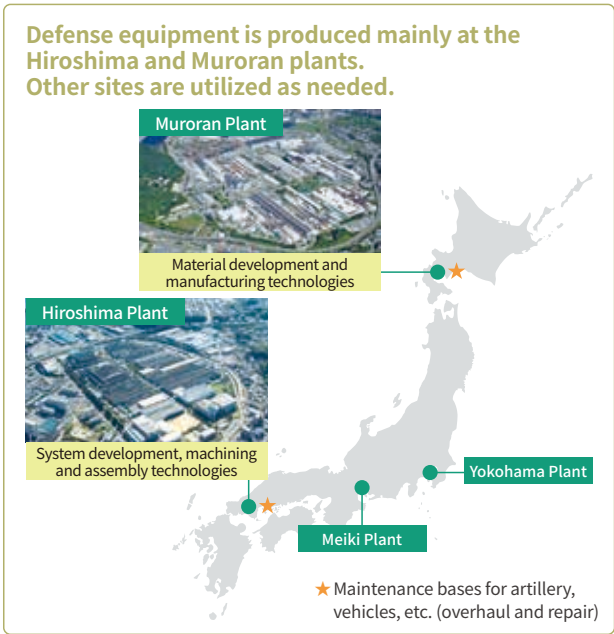 Defense equipment is produced mainly at the
Hiroshima and Muroran plants.
Other sites are utilized as needed.
Muroran Plant
Material development and
manufacturing technologies
Hiroshima Plant
System development, machining
and assembly technologies
Yokohama Plant
Meiki Plant
★ Maintenance bases for artillery,
vehicles, etc. (overhaul and repair)